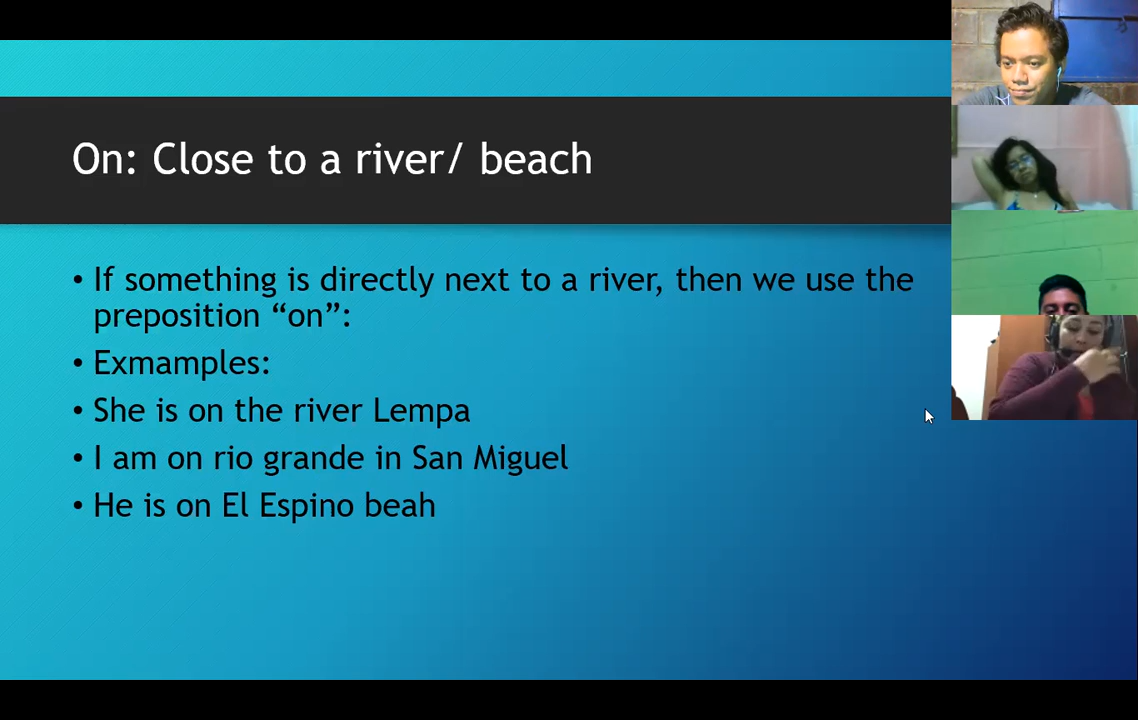 On: Close to a river/ beach
• If something is directly next to a river, then we use the
preposition “on”:
• Exmamples:
• She is on the river Lempa
• I am on rio grande in San Miguel
• He is on El Espino beah